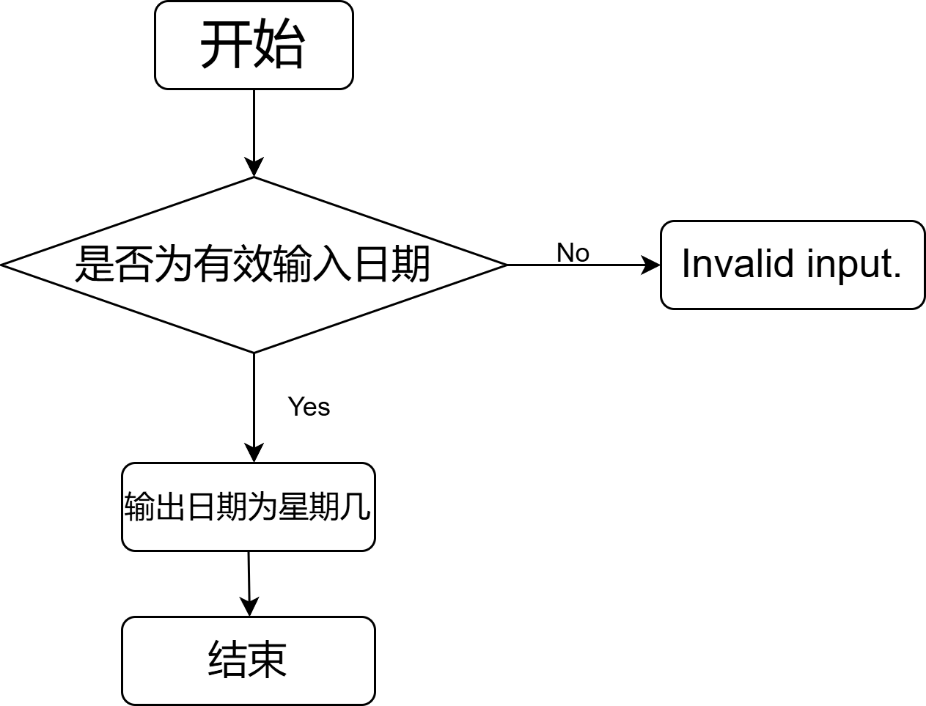 开始
是否为有效输入日期
No
Invalid input.
Yes
输出日期为星期几
结束